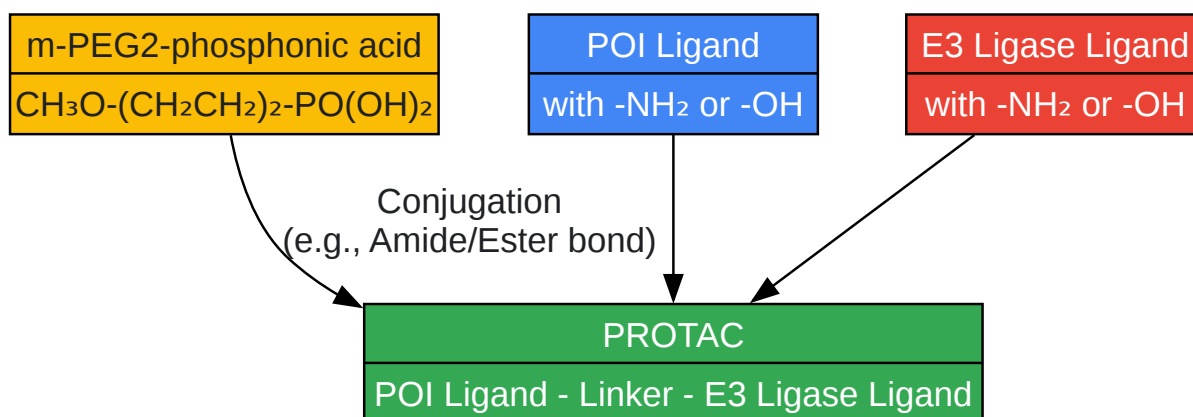 m-PEG2-phosphonic acid
CH₃O-(CH₂CH₂)₂-PO(OH)₂
POI Ligand
with -NH₂ or -OH
E3 Ligase Ligand
with -NH₂ or -OH
Conjugation
(e.g., Amide/Ester bond)
PROTAC
POI Ligand - Linker - E3 Ligase Ligand